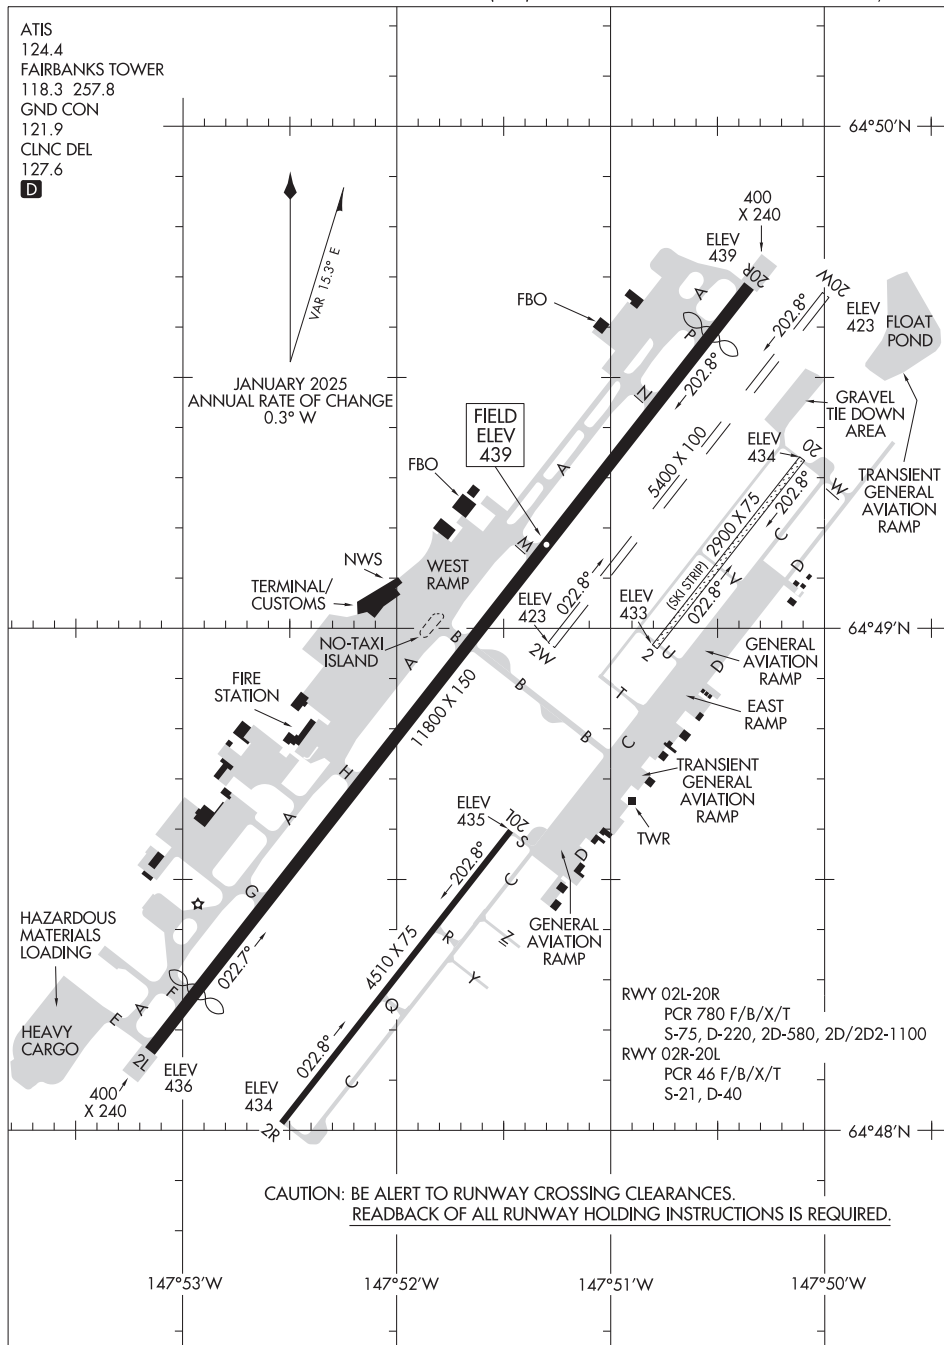 ATIS
124.4
FAIRBANKS TOWER
118.3 257.8
GND CON
121.9
CLNC DEL
127.6
D
64°50'N
400
X 240
ELEV
439
20R
20W
ELEV
423
FLOAT
POND
VAR 15.3° E
FBO
A
P
202.8°
202.8°
JANUARY 2025
ANNUAL RATE OF CHANGE
0.3° W
N
GRAVEL
TIE DOWN
AREA
FIELD
ELEV
439
5400 X 100
ELEV
434
20
FBO
A
202.8°
W
TRANSIENT
GENERAL
AVIATION
RAMP
2900 X 75
C
M
NWS
WEST
RAMP
TERMINAL/
CUSTOMS
(SKI STRIP)
022.8°
V
D
ELEV
423
022.8°
ELEV
433
64°49'N
NO-TAXI
ISLAND
B
A
2W
2
U
D
GENERAL
AVIATION
RAMP
FIRE
STATION
B
T
EAST
RAMP
11800 X 150
B
C
H
TRANSIENT
GENERAL
AVIATION
RAMP
A
ELEV
435
20L
S
TWR
D
202.8°
C
G
HAZARDOUS
MATERIALS
LOADING
4510 X 75
R
Z
GENERAL
AVIATION
RAMP
022.7°
Y
F
A
E
Q
HEAVY
CARGO
022.8°
C
2L
ELEV
436
400
X 240
ELEV
434
2R
RWY 02L-20R
PCR 780 F/B/X/T
S-75, D-220, 2D-580, 2D/2D2-1100
RWY 02R-20L
PCR 46 F/B/X/T
S-21, D-40
64°48'N
CAUTION: BE ALERT TO RUNWAY CROSSING CLEARANCES.
READBACK OF ALL RUNWAY HOLDING INSTRUCTIONS IS REQUIRED.
147°53'W
147°52'W
147°51'W
147°50'W